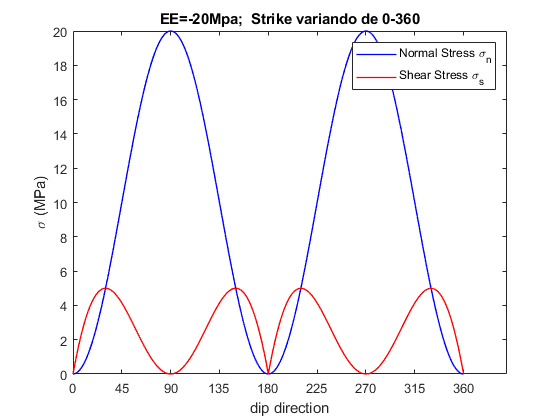 EE=-20Mpa;  Strike variando de 0-360
Normal Stress σn
Shear Stress σs
σ (MPa)
20
18
16
14
12
10
8
6
4
2
0
0 45 90 135 180 225 270 315 360
dip direction